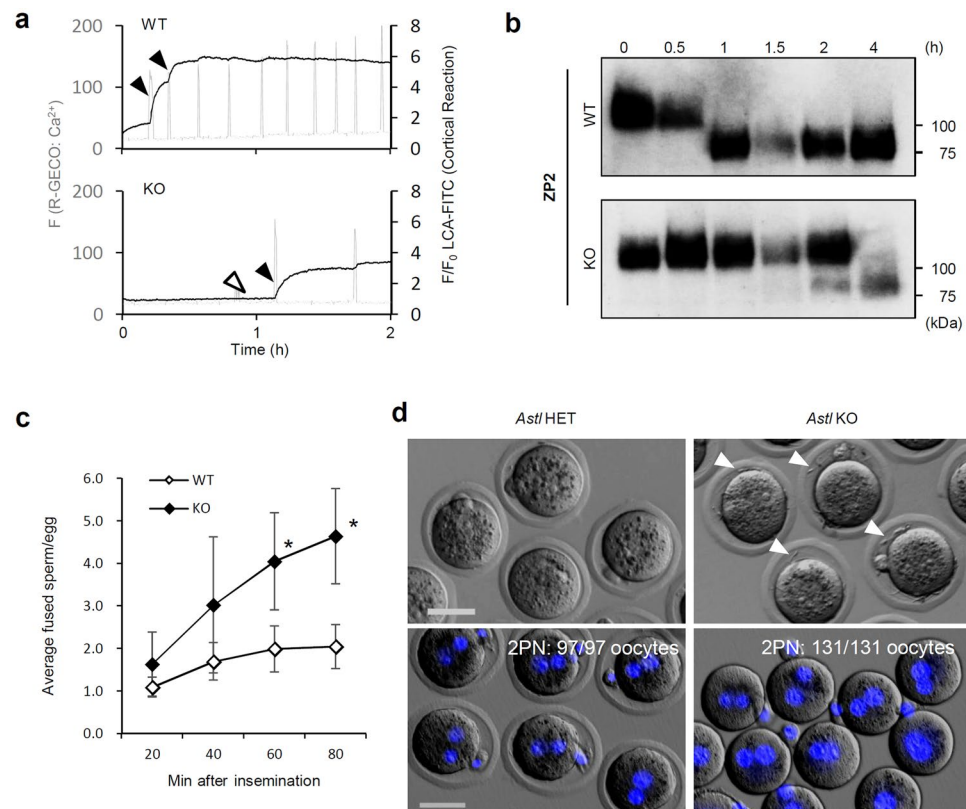 a
WT
200
100
0
8
6
4
2
0
KO
200
100
0
8
6
4
2
0
0
1
2
Time (h)
F (R-GECO: Ca2+)
F/F0 LCA-FITC (Cortical Reaction)
b
0 0.5 1 1.5 2 4 (h)
ZP2
WT
100
75
KO
100
75
(kDa)
c
WT
KO
6.0
5.0
4.0
3.0
2.0
1.0
0.0
*
*
20 40 60 80
Min after insemination
Average fused sperm/egg
d
Astl HET
Astl KO
2PN: 97/97 oocytes
2PN: 131/131 oocytes